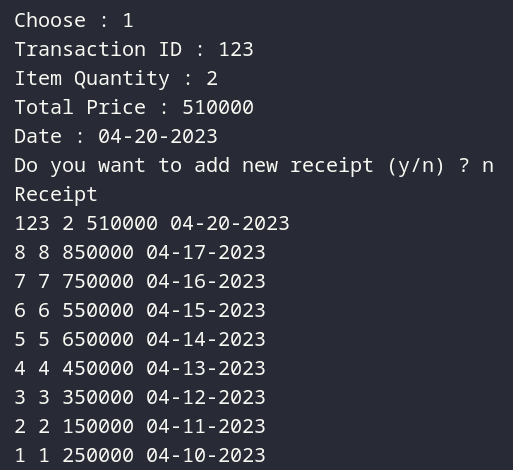 Choose : 1
Transaction ID : 123
Item Quantity : 2
Total Price : 510000
Date : 04-20-2023
Do you want to add new receipt (y/n) ? n
Receipt
123 2 510000 04-20-2023
8 8 850000 04-17-2023
7 7 750000 04-16-2023
6 6 550000 04-15-2023
5 5 650000 04-14-2023
4 4 450000 04-13-2023
3 3 350000 04-12-2023
2 2 150000 04-11-2023
1 1 250000 04-10-2023